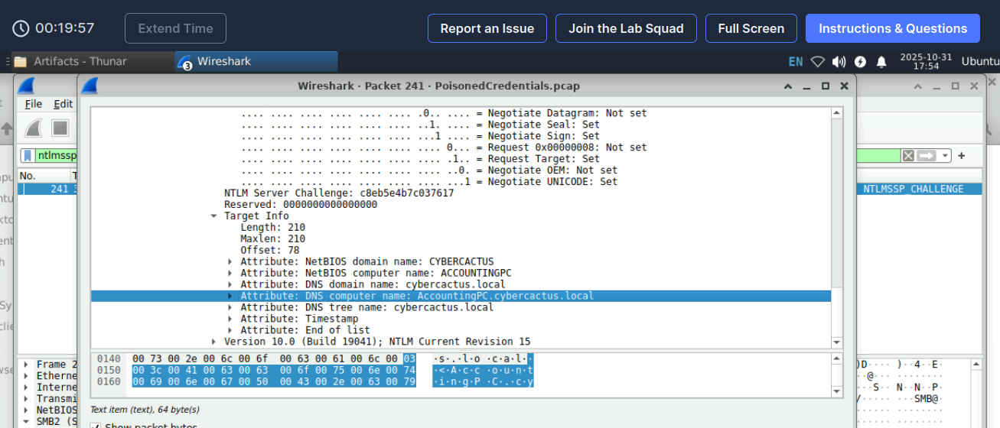 00:19:57 Extend Time Report an Issue Join the Lab Squad Full Screen Instructions & Questions
Artifacts - Thunar Wireshark EN 2025-10-31 17:54 Ubuntu
Wireshark · Packet 241 · PoisonedCredentials.pcap
File Edit
ntlmssp
No.
241
NTLMSSP_CHALLENGE
.... .... .... .... .... .... .0.. .... = Negotiate Datagram: Not set
.... .... .... .... .... .... ..1. .... = Negotiate Seal: Set
.... .... .... .... .... .... ...1 .... = Negotiate Sign: Set
.... .... .... .... .... .... .... 0... = Request 0x00000008: Not set
.... .... .... .... .... .... .... .1.. = Request Target: Set
.... .... .... .... .... .... .... ..0. = Negotiate OEM: Not set
.... .... .... .... .... .... .... ...1 = Negotiate UNICODE: Set
NTLM Server Challenge: c8eb5e4b7c037617
Reserved: 0000000000000000
Target Info
Length: 210
Maxlen: 210
Offset: 78
Attribute: NetBIOS domain name: CYBERCACTUS
Attribute: NetBIOS computer name: ACCOUNTINGPC
Attribute: DNS domain name: cybercactus.local
Attribute: DNS computer name: AccountingPC.cybercactus.local
Attribute: DNS tree name: cybercactus.local
Attribute: Timestamp
Attribute: End of list
Version 10.0 (Build 19041); NTLM Current Revision 15
0140 00 73 00 2e 00 6c 00 6f 00 63 00 61 00 6c 00 03 ·s·.·l·o ·c·a·l··
0150 00 3c 00 41 00 63 00 63 00 6f 00 75 00 6e 00 74 ·<·A·c·c ·o·u·n·t
0160 00 69 00 6e 00 67 00 50 00 43 00 2e 00 63 00 79 ·i·n·g·P ·C·.·c·y
Frame 2
Ethern
Intern
Transmi
NetBIOS
SMB2 (S
Text item (text), 64 byte(s)
Show packet bytes